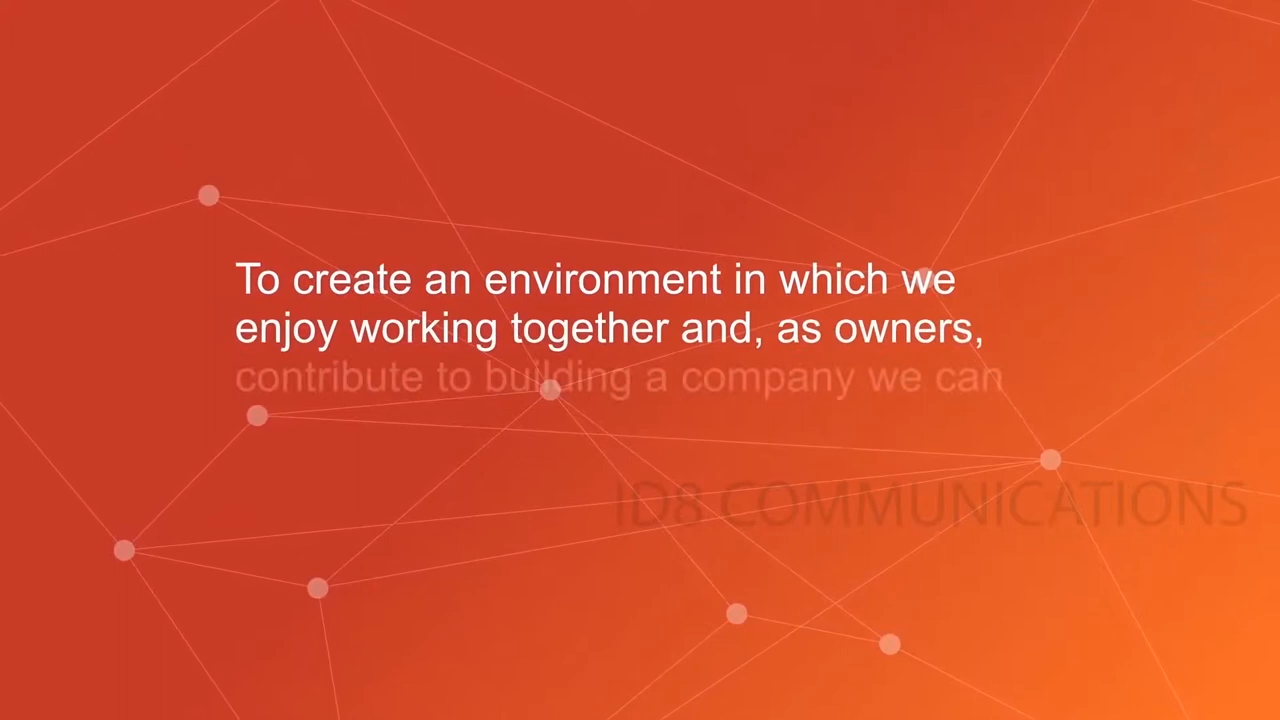 To create an environment in which we
enjoy working together and, as owners,
contribute to building a company we can
ID8 COMMUNICATIONS